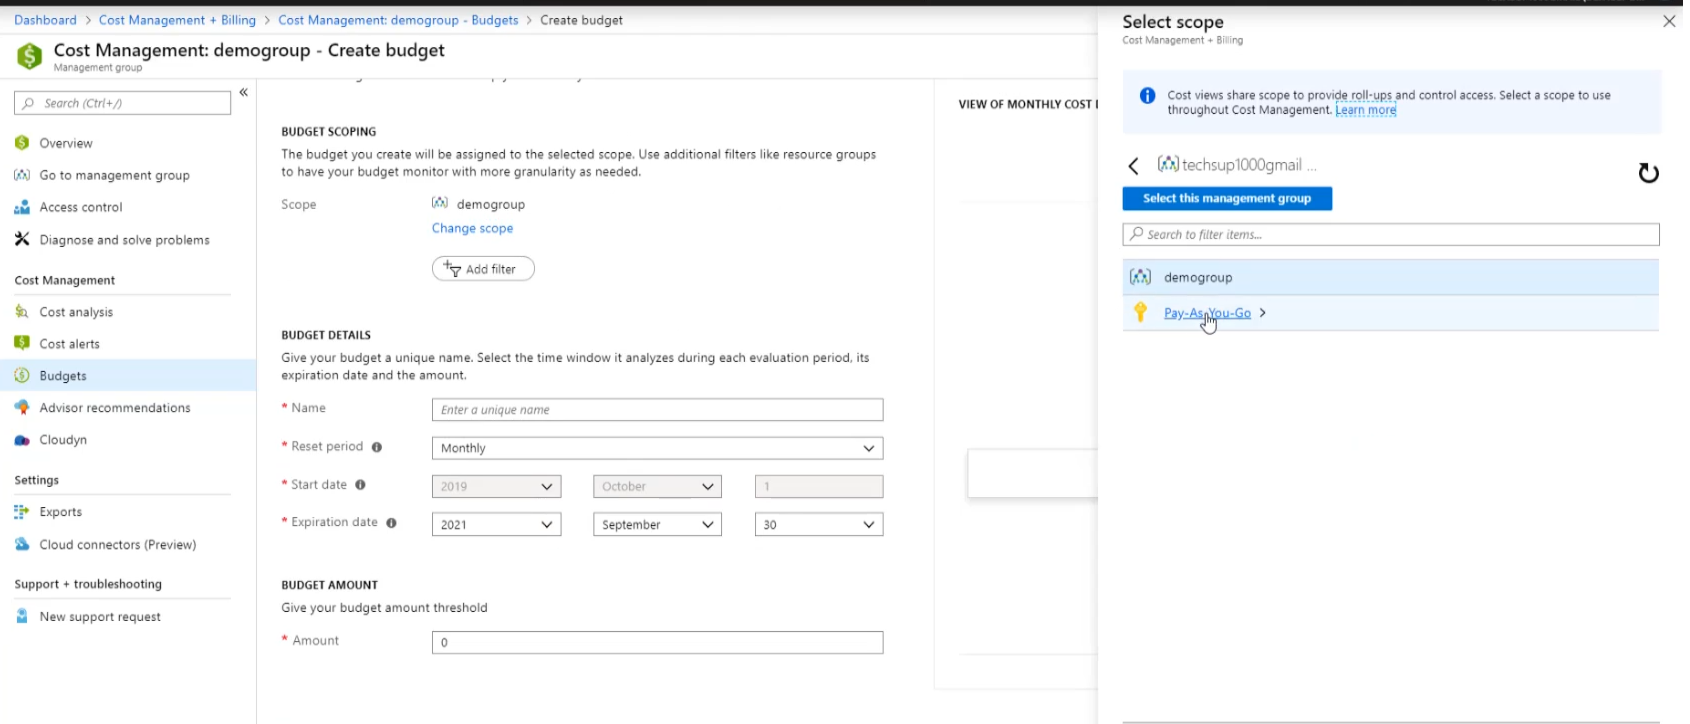 Dashboard > Cost Management + Billing > Cost Management: demogroup - Budgets > Create budget
Cost Management: demogroup - Create budget
Management group
Search (Ctrl+/)
«
Overview
Go to management group
Access control
Diagnose and solve problems
Cost Management
Cost analysis
Cost alerts
Budgets
Advisor recommendations
Cloudyn
Settings
Exports
Cloud connectors (Preview)
Support + troubleshooting
New support request
BUDGET SCOPING
The budget you create will be assigned to the selected scope. Use additional filters like resource groups
to have your budget monitor with more granularity as needed.
Scope
demogroup
Change scope
Add filter
BUDGET DETAILS
Give your budget a unique name. Select the time window it analyzes during each evaluation period, its
expiration date and the amount.
* Name
Enter a unique name
* Reset period
Monthly
* Start date
2019
October
1
* Expiration date
2021
September
30
BUDGET AMOUNT
Give your budget amount threshold
* Amount
0
VIEW OF MONTHLY COST
Select scope
Cost Management + Billing
Cost views share scope to provide roll-ups and control access. Select a scope to use
throughout Cost Management. Learn more
techsup1000gmail ...
Select this management group
Search to filter items...
demogroup
Pay-As-You-Go >